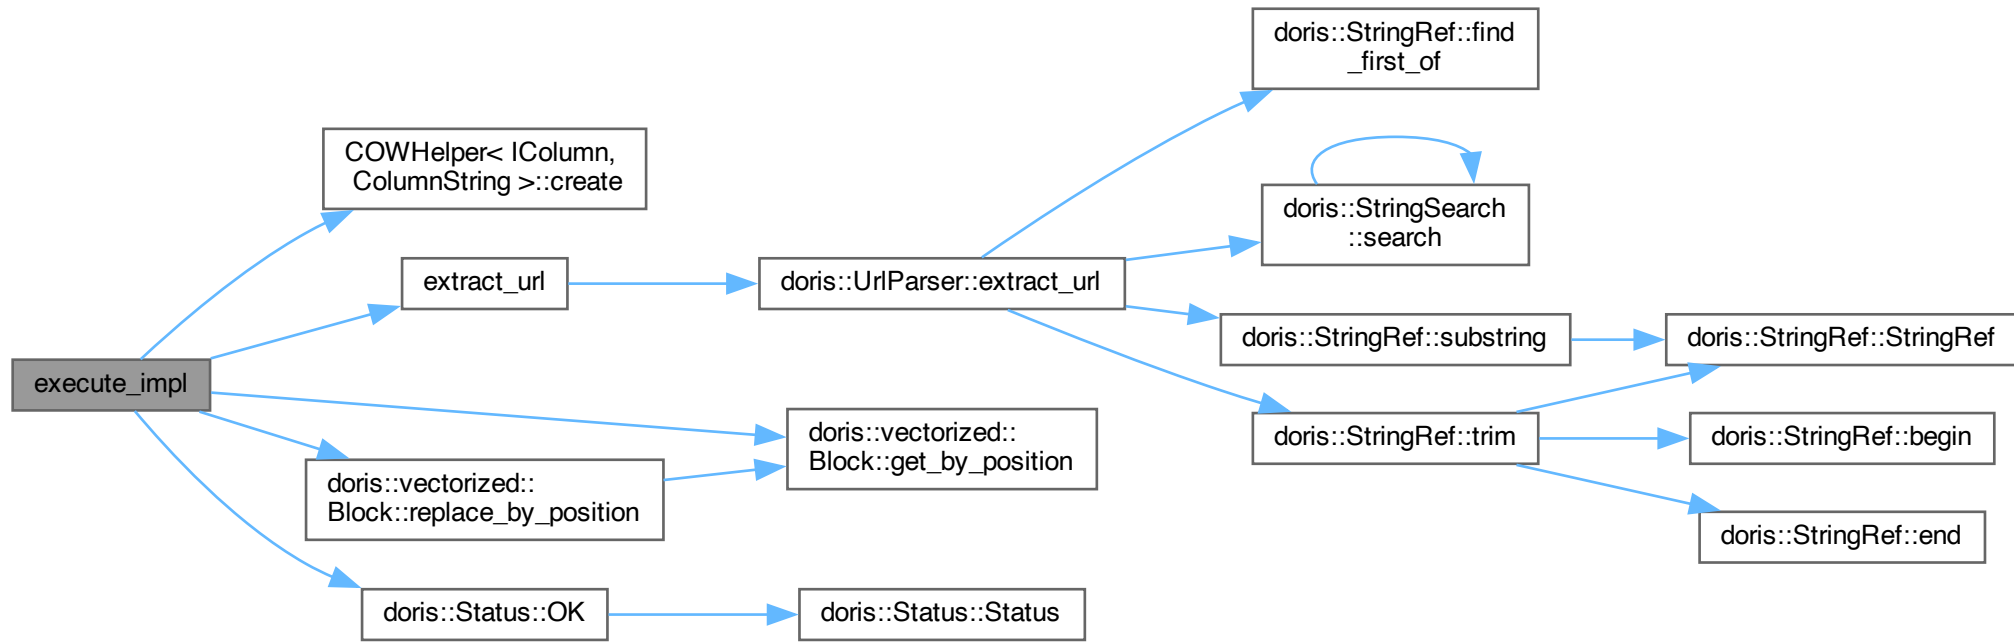 doris::StringRef::find
_first_of
COWHelper< IColumn,
ColumnString >::create
doris::StringSearch
::search
extract_url
doris::UrlParser::extract_url
doris::StringRef::substring
doris::StringRef::StringRef
execute_impl
doris::vectorized::
Block::get_by_position
doris::StringRef::trim
doris::StringRef::begin
doris::vectorized::
Block::replace_by_position
doris::StringRef::end
doris::Status::OK
doris::Status::Status